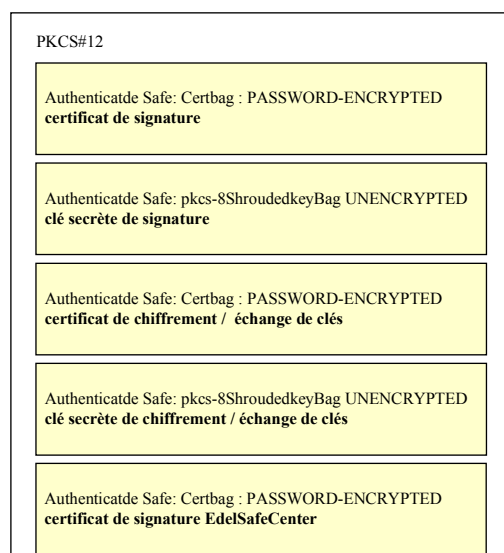 PKCS#12
Authenticatde Safe: Certbag : PASSWORD-ENCRYPTED
certificat de signature
Authenticatde Safe: pkcs-8ShroudedkeyBag UNENCRYPTED
clé secrète de signature
Authenticatde Safe: Certbag : PASSWORD-ENCRYPTED
certificat de chiffrement / échange de clés
Authenticatde Safe: pkcs-8ShroudedkeyBag UNENCRYPTED
clé secrète de chiffrement / échange de clés
Authenticatde Safe: Certbag : PASSWORD-ENCRYPTED
certificat de signature EdelSafeCenter